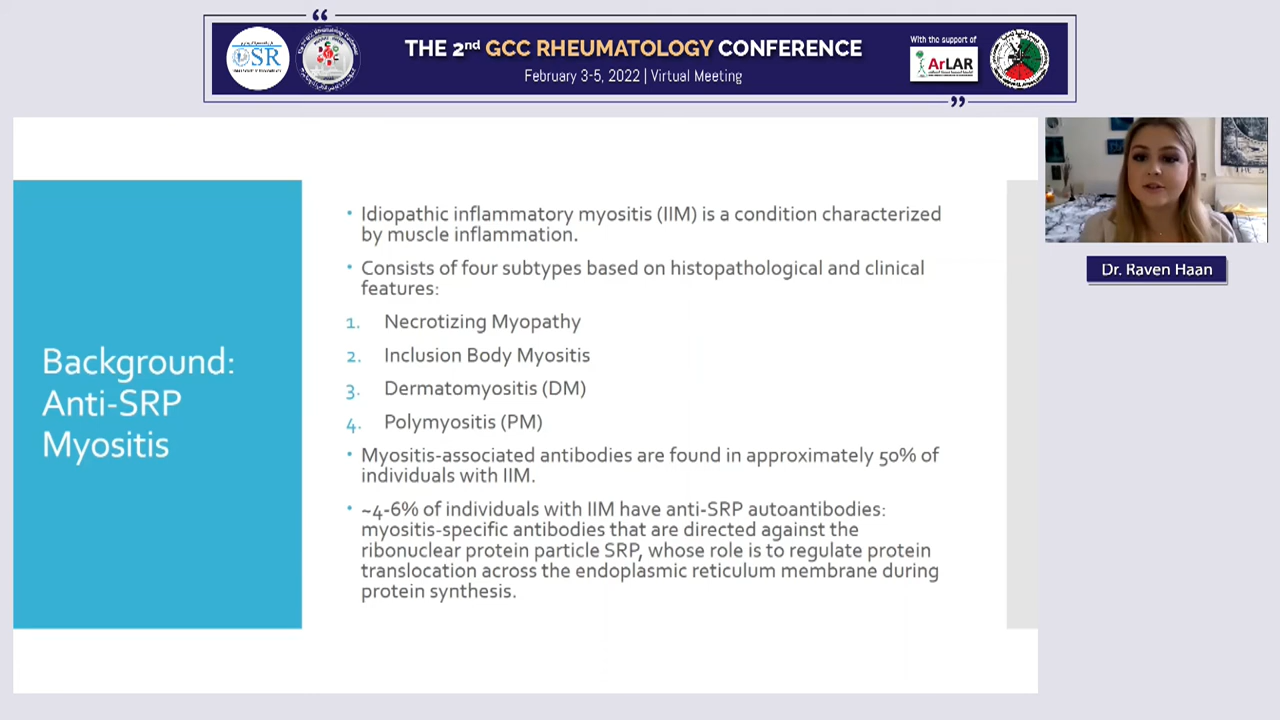 “
THE 2nd GCC RHEUMATOLOGY CONFERENCE
February 3-5, 2022 | Virtual Meeting
With the support of
OSR
ArLAR
”
Dr. Raven Haan
Background:
Anti-SRP
Myositis
• Idiopathic inflammatory myositis (IIM) is a condition characterized
by muscle inflammation.
• Consists of four subtypes based on histopathological and clinical
features:
1. Necrotizing Myopathy
2. Inclusion Body Myositis
3. Dermatomyositis (DM)
4. Polymyositis (PM)
• Myositis-associated antibodies are found in approximately 50% of
individuals with IIM.
• ~4-6% of individuals with IIM have anti-SRP autoantibodies:
myositis-specific antibodies that are directed against the
ribonuclear protein particle SRP, whose role is to regulate protein
translocation across the endoplasmic reticulum membrane during
protein synthesis.